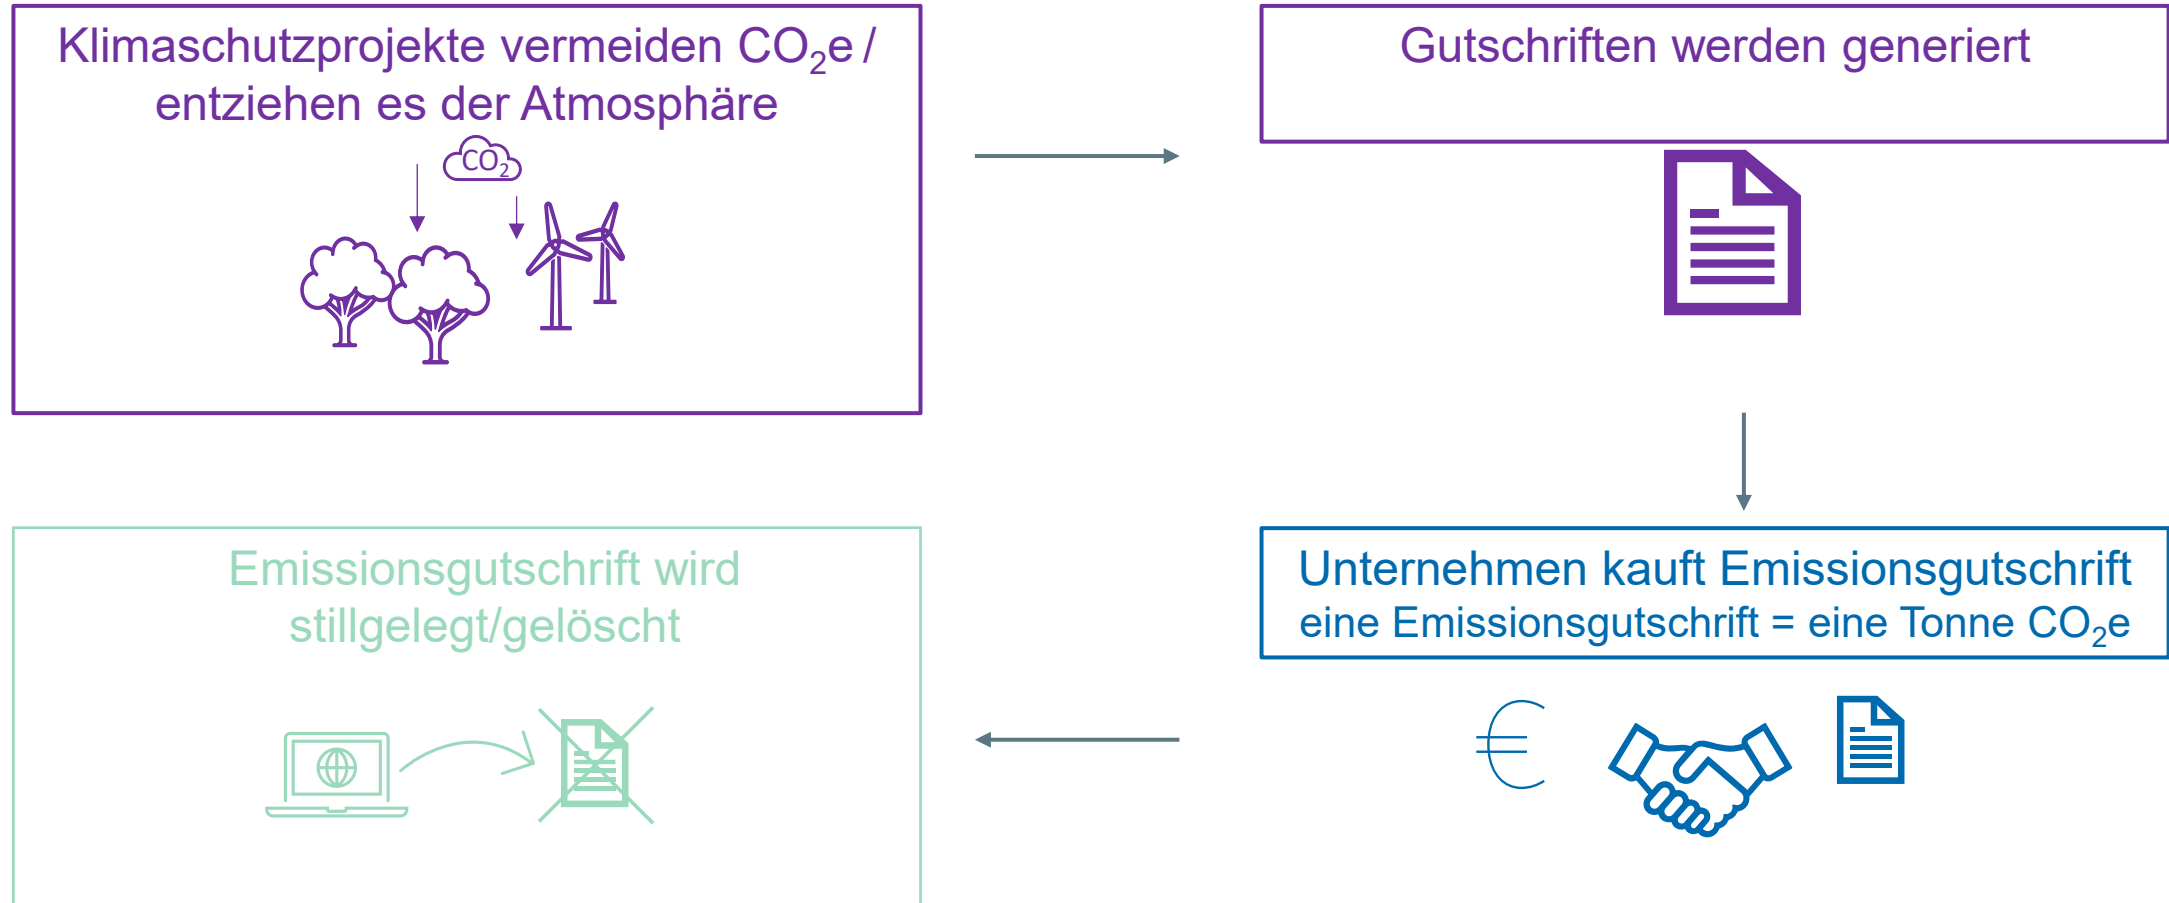 Klimaschutzprojekte vermeiden CO₂e /
entziehen es der Atmosphäre
CO₂
Gutschriften werden generiert
Unternehmen kauft Emissionsgutschrift
eine Emissionsgutschrift = eine Tonne CO₂e
€
Emissionsgutschrift wird
stillgelegt/gelöscht